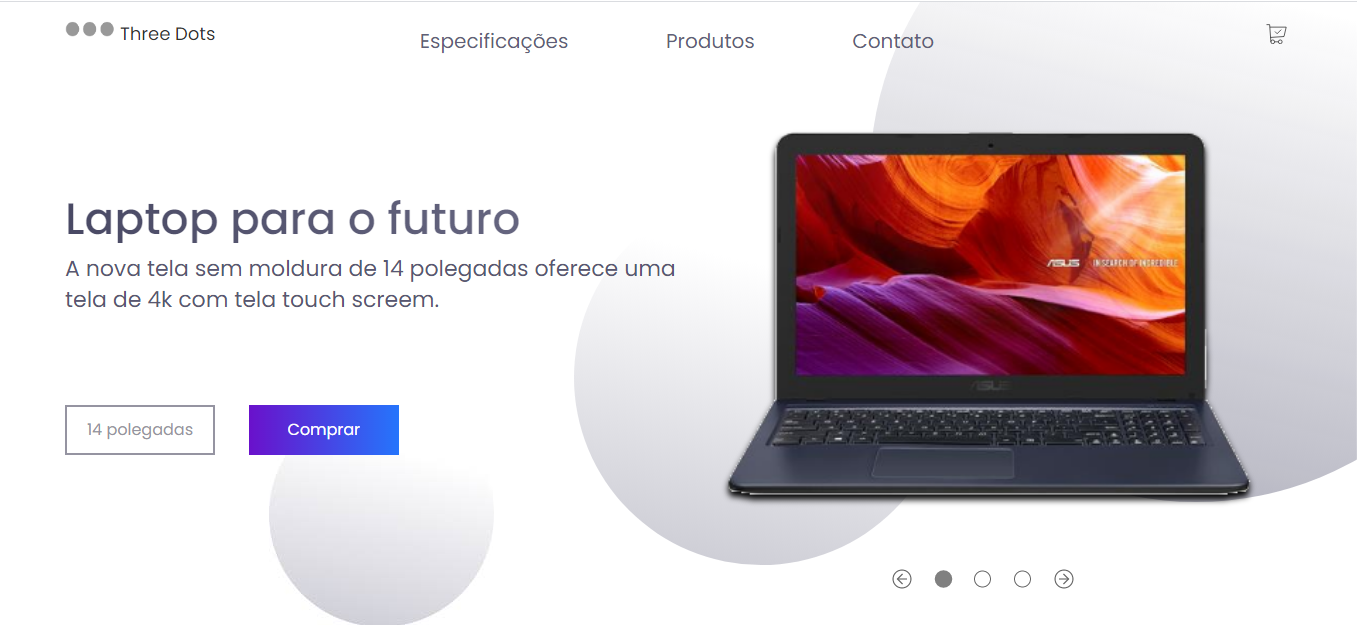 Three Dots
Especificações
Produtos
Contato
Laptop para o futuro
A nova tela sem moldura de 14 polegadas oferece uma
tela de 4k com tela touch screem.
ASUS IN SEARCH OF INCREDIBLE
ASUS
14 polegadas
Comprar